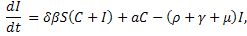 dI/dt = δβS(C + I) + aC − (ρ + γ + μ)I,